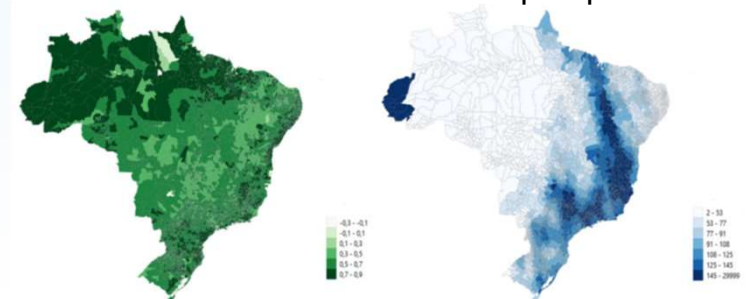 -0,3 - -0,1
-0,1 - 0,1
0,1 - 0,3
0,3 - 0,5
0,5 - 0,7
0,7 - 0,9
2 - 53
53 - 77
77 - 91
91 - 108
108 - 125
125 - 145
145 - 29999